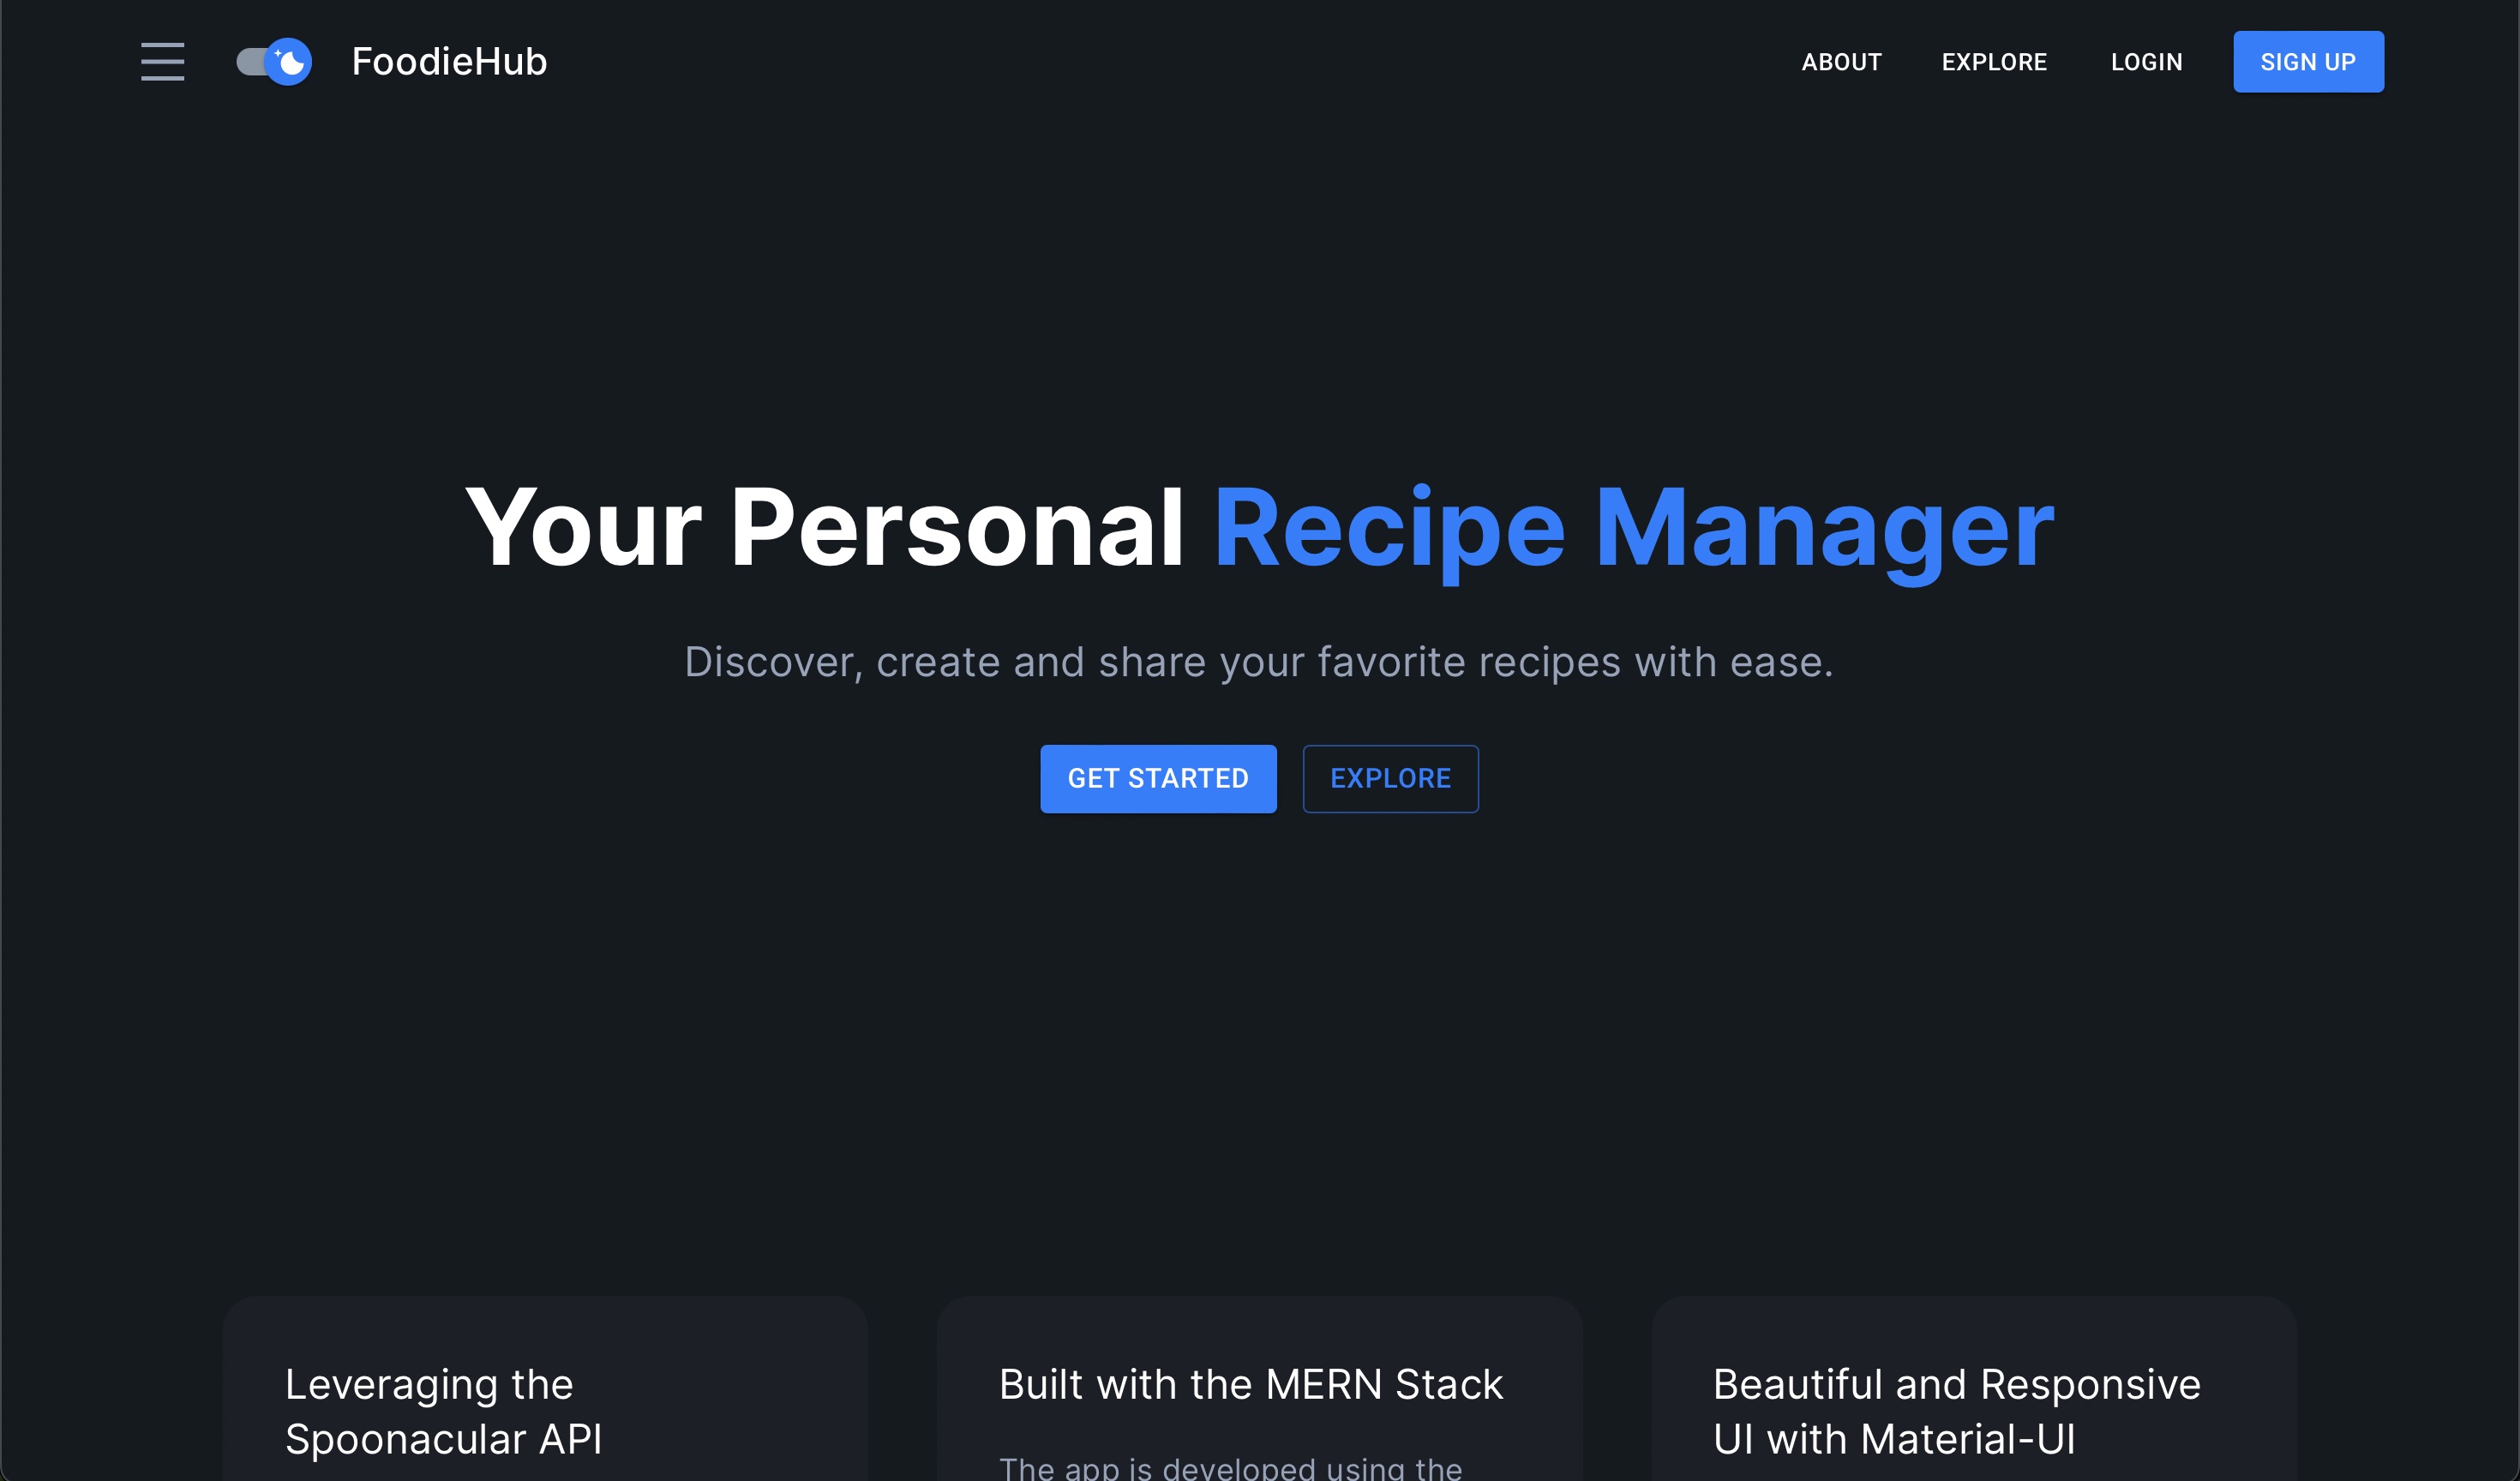 FoodieHub
ABOUT
EXPLORE
LOGIN
SIGN UP
Your Personal Recipe Manager
Discover, create and share your favorite recipes with ease.
GET STARTED
EXPLORE
Leveraging the
Spoonacular API
Built with the MERN Stack
The app is developed using the
Beautiful and Responsive
UI with Material-UI